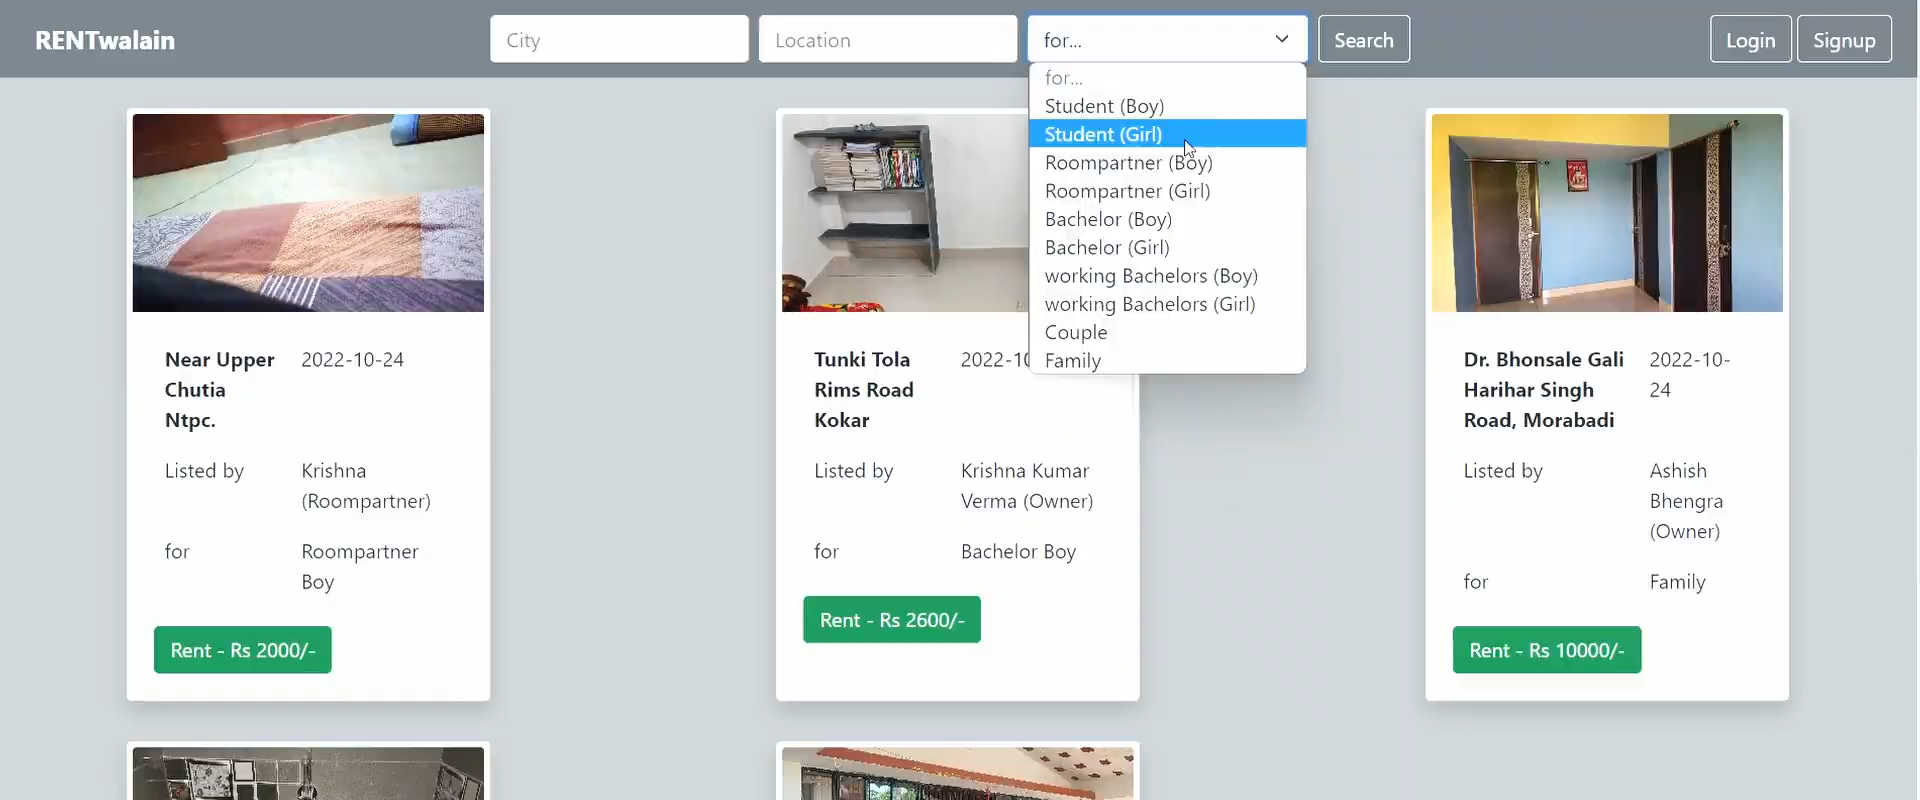 RENTwalain
City
Location
for...
Search
Login
Signup
for...
Student (Boy)
Student (Girl)
Roompartner (Boy)
Roompartner (Girl)
Bachelor (Boy)
Bachelor (Girl)
working Bachelors (Boy)
working Bachelors (Girl)
Couple
Family
Near Upper 2022-10-24
Chutia
Ntpc.
Listed by Krishna
(Roompartner)
for Roompartner
Boy
Rent - Rs 2000/-
Tunki Tola 2022-10
Rims Road
Kokar
Listed by Krishna Kumar
Verma (Owner)
for Bachelor Boy
Rent - Rs 2600/-
Dr. Bhonsale Gali 2022-10-
Harihar Singh 24
Road, Morabadi
Listed by Ashish
Bhengra
(Owner)
for Family
Rent - Rs 10000/-